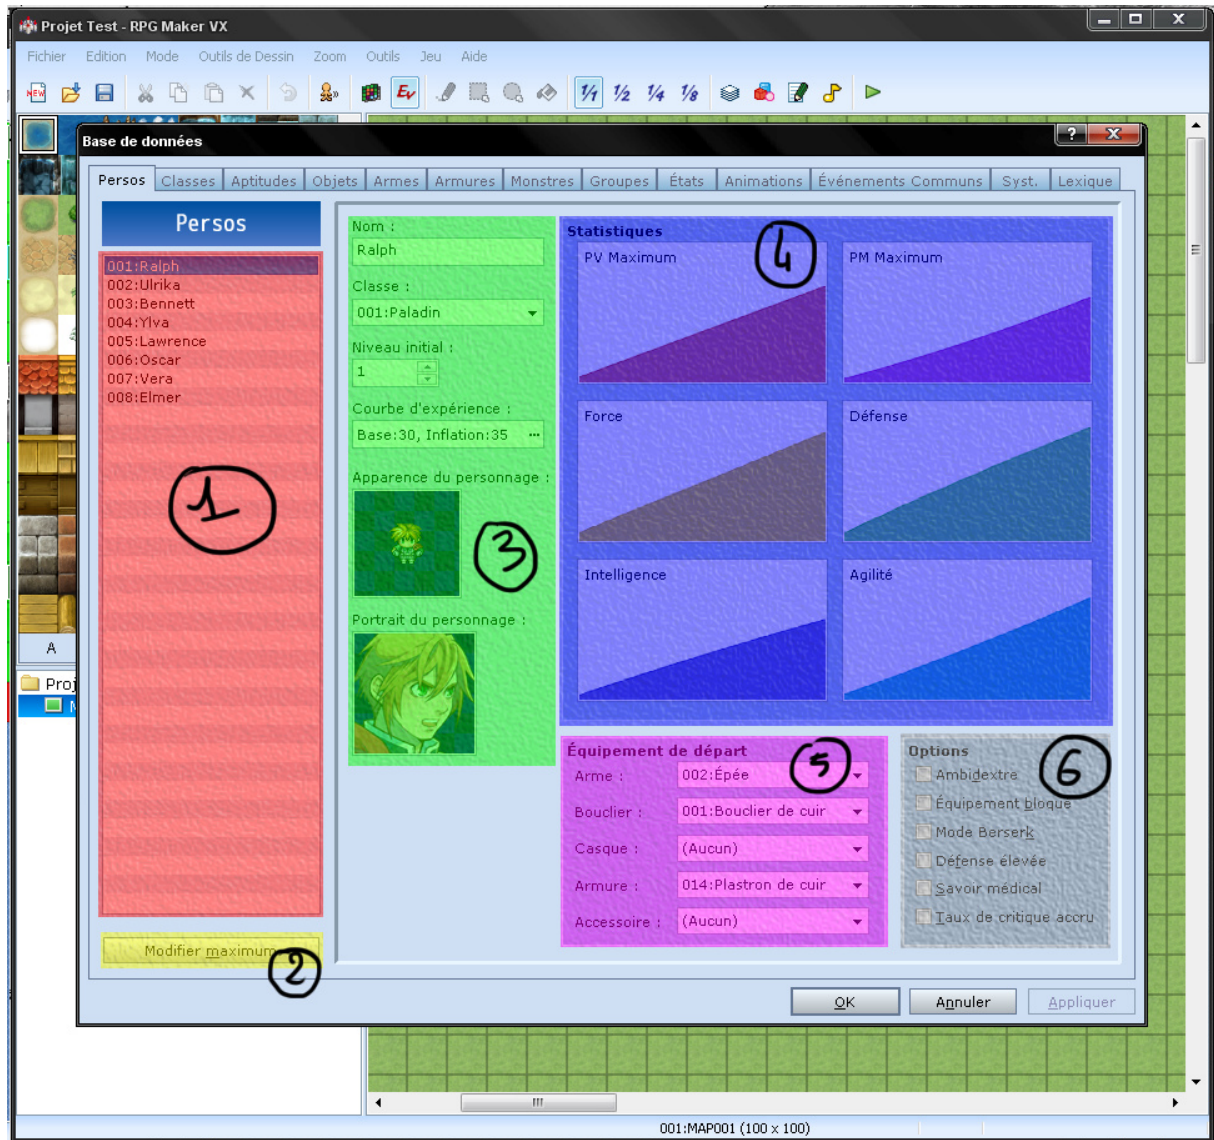 Projet Test - RPG Maker VX
Fichier Edition Mode Outils de Dessin Zoom Outils Jeu Aide
NEW EV 1/1 1/2 1/4 1/8
Base de données
Persos Classes Aptitudes Objets Armes Armures Monstres Groupes États Animations Événements Communs Syst. Lexique
Persos
001:Ralph
002:Ulrika
003:Bennett
004:Ylva
005:Lawrence
006:Oscar
007:Vera
008:Elmer
1
Modifier maximum
2
Nom :
Ralph
Classe :
001:Paladin
Niveau initial :
1
Courbe d'expérience :
Base:30, Inflation:35 ...
Apparence du personnage :
3
Portrait du personnage :
Statistiques
4
PV Maximum
PM Maximum
Force
Défense
Intelligence
Agilité
Équipement de départ
5
Arme : 002:Épée
Bouclier : 001:Bouclier de cuir
Casque : (Aucun)
Armure : 014:Plastron de cuir
Accessoire : (Aucun)
Options
6
Ambidextre
Équipement bloqué
Mode Berserk
Défense élevée
Savoir médical
Taux de critique accru
OK Annuler Appliquer
A
Proj
M
001:MAP001 (100 x 100)